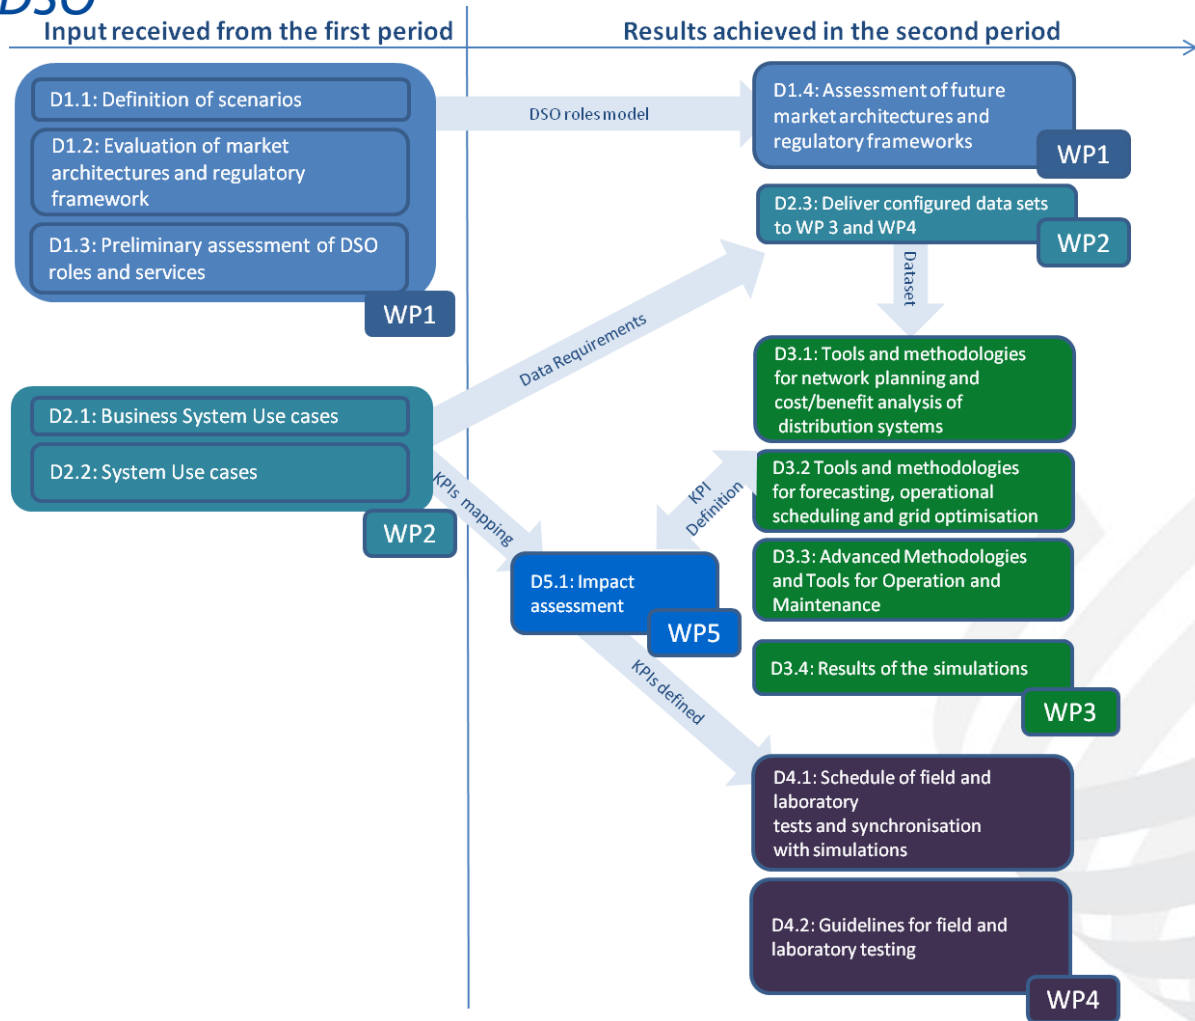 DSO
Input received from the first period
Results achieved in the second period
D1.1: Definition of scenarios
D1.2: Evaluation of market
architectures and regulatory
framework
D1.3: Preliminary assessment of DSO
roles and services
WP1
DSO roles model
D1.4: Assessment of future
market architectures and
regulatory frameworks
WP1
D2.3: Deliver configured data sets
to WP 3 and WP4
WP2
Dataset
Data Requirements
D2.1: Business System Use cases
D2.2: System Use cases
WP2
KPIs mapping
KPI
Definition
D5.1: Impact
assessment
WP5
KPIs defined
D3.1: Tools and methodologies
for network planning and
cost/benefit analysis of
distribution systems
D3.2 Tools and methodologies
for forecasting, operational
scheduling and grid optimisation
D3.3: Advanced Methodologies
and Tools for Operation and
Maintenance
D3.4: Results of the simulations
WP3
D4.1: Schedule of field and
laboratory
tests and synchronisation
with simulations
D4.2: Guidelines for field and
laboratory testing
WP4